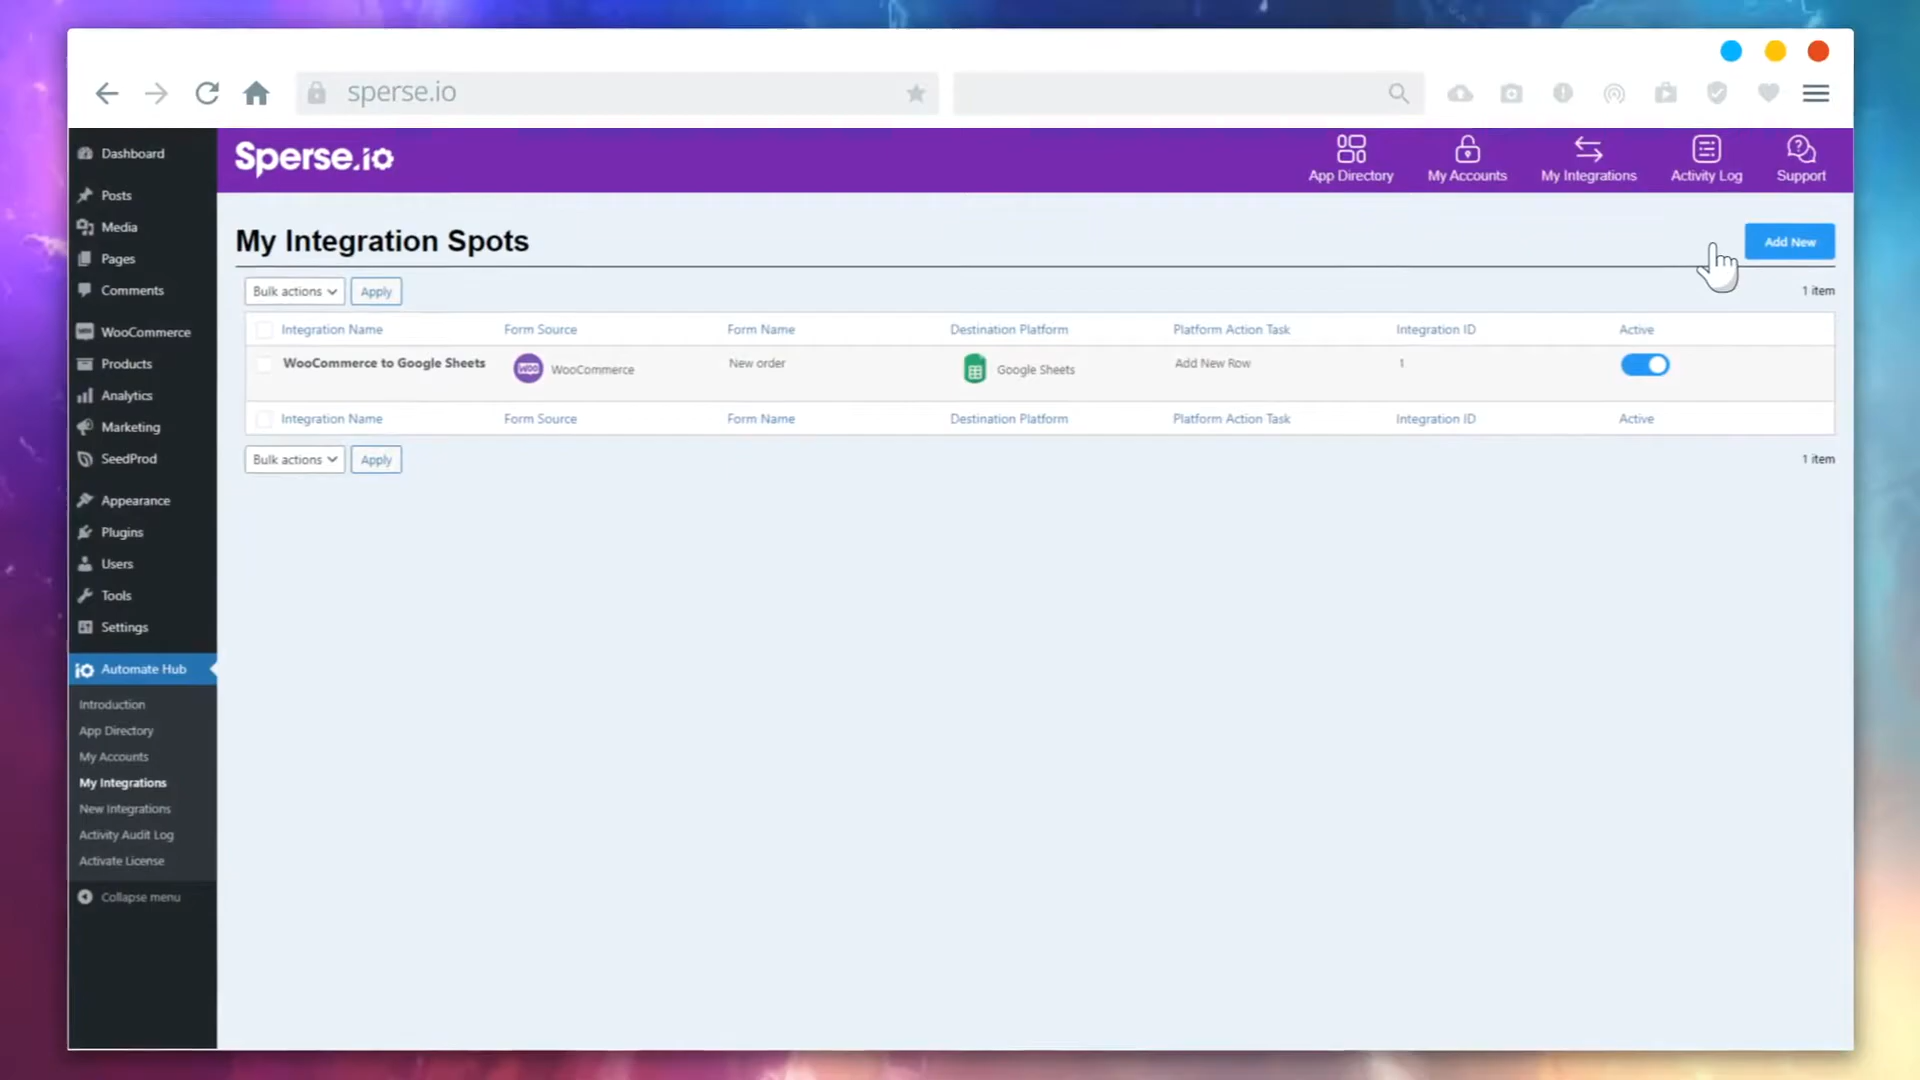 sperse.io
Dashboard
Posts
Media
Pages
Comments
WooCommerce
Products
Analytics
Marketing
SeedProd
Appearance
Plugins
Users
Tools
Settings
Automate Hub
Introduction
App Directory
My Accounts
My Integrations
New Integrations
Activity Audit Log
Activate License
Collapse menu
Sperse.io
App Directory
My Accounts
My Integrations
Activity Log
Support
My Integration Spots
Add New
Bulk actions
Apply
1 item
Integration Name Form Source Form Name Destination Platform Platform Action Task Integration ID Active
WooCommerce to Google Sheets woo WooCommerce New order Google Sheets Add New Row 1
Integration Name Form Source Form Name Destination Platform Platform Action Task Integration ID Active
Bulk actions
Apply
1 item